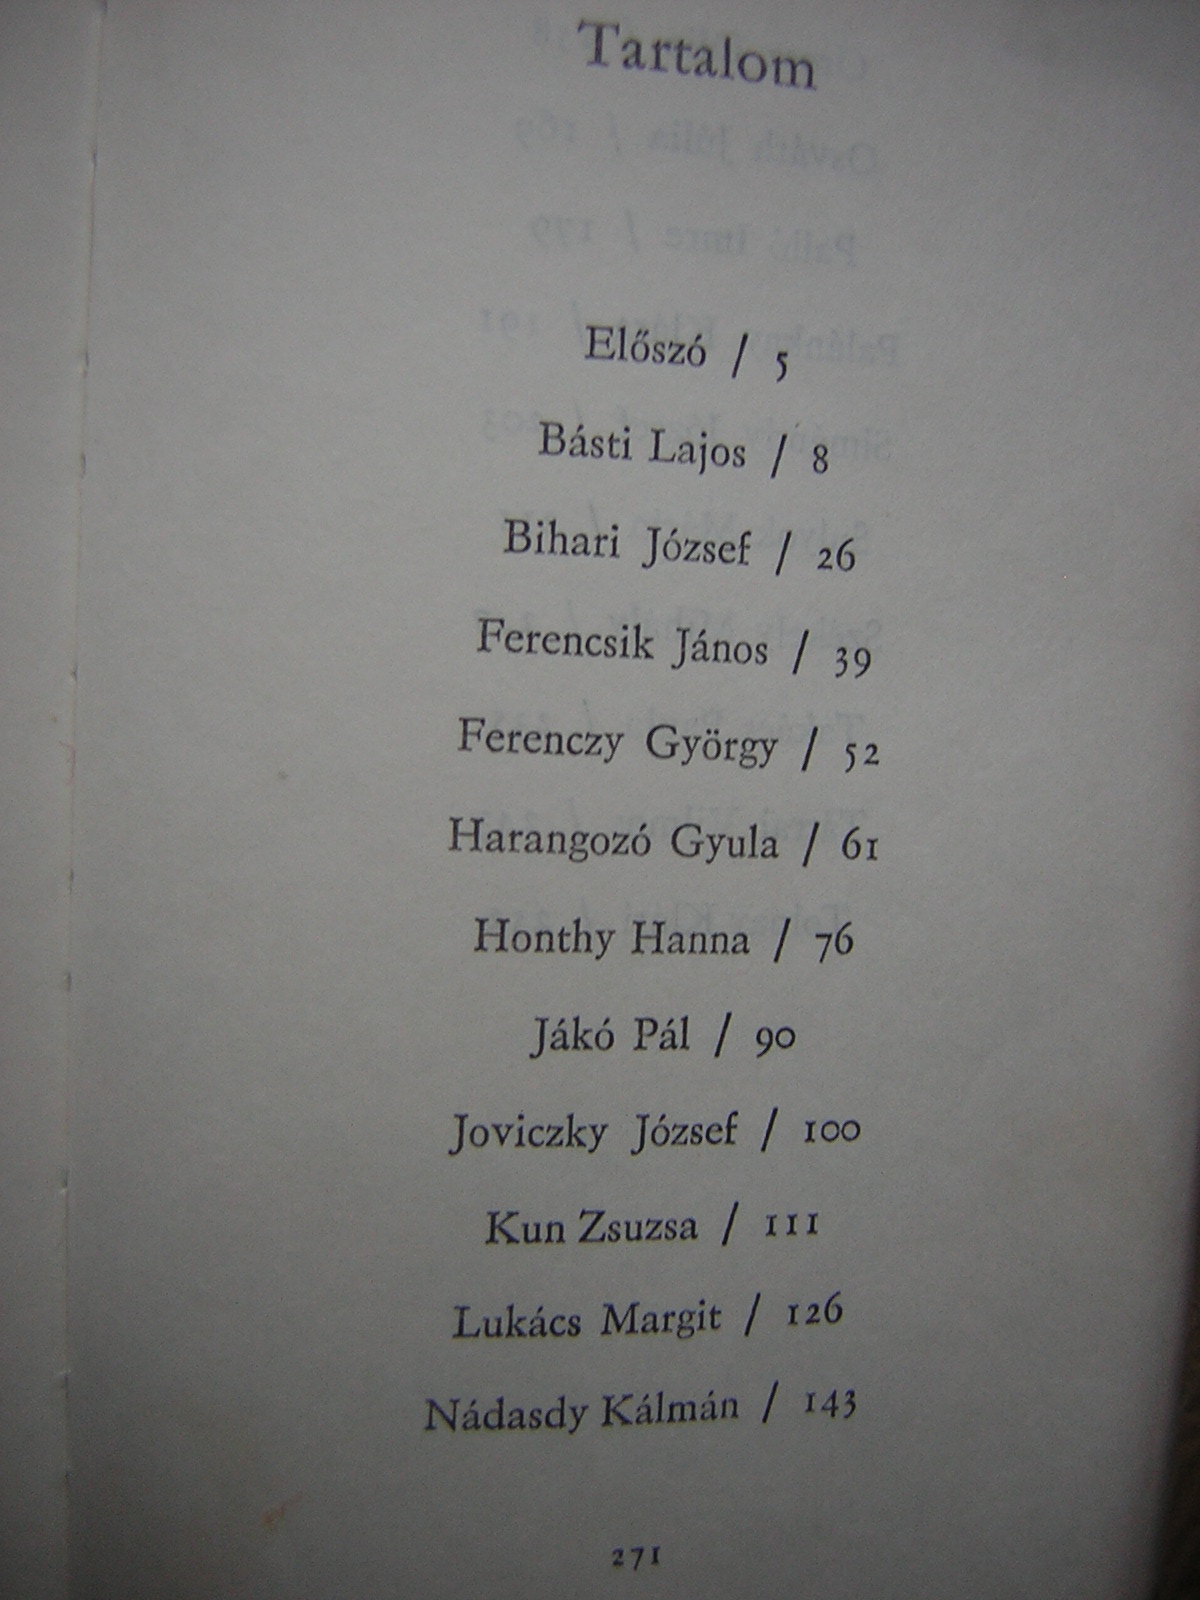 Tartalom
Előszó / 5
Básti Lajos / 8
Bihari József / 26
Ferencsik János / 39
Ferenczy György / 52
Harangozó Gyula / 61
Honthy Hanna / 76
Jákó Pál / 90
Joviczky József / 100
Kun Zsuzsa / 111
Lukács Margit / 126
Nádasdy Kálmán / 143
271